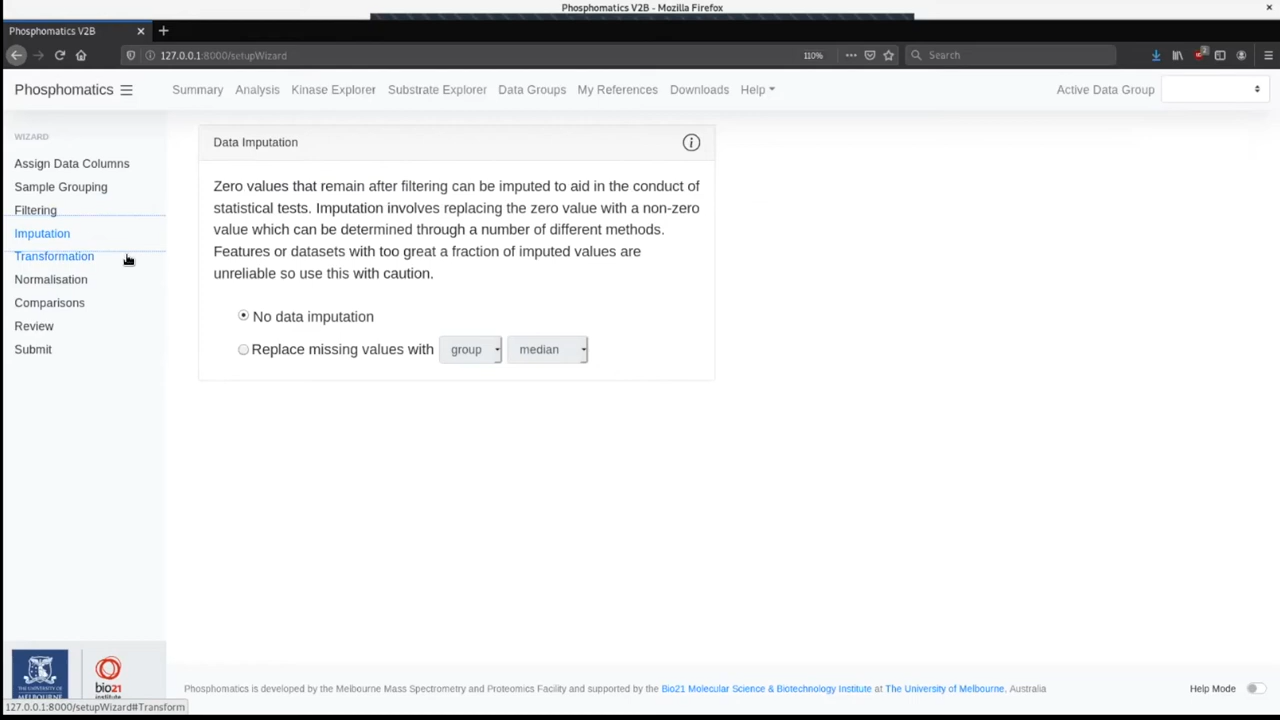 Phosphomatics V2B - Mozilla Firefox
Phosphomatics V2B
127.0.0.1:8000/setupWizard
110%
Search
2
Phosphomatics
Summary
Analysis
Kinase Explorer
Substrate Explorer
Data Groups
My References
Downloads
Help
Active Data Group
WIZARD
Assign Data Columns
Sample Grouping
Filtering
Imputation
Transformation
Normalisation
Comparisons
Review
Submit
Data Imputation
Zero values that remain after filtering can be imputed to aid in the conduct of
statistical tests. Imputation involves replacing the zero value with a non-zero
value which can be determined through a number of different methods.
Features or datasets with too great a fraction of imputed values are
unreliable so use this with caution.
No data imputation
Replace missing values with group median
THE UNIVERSITY OF
bio21
institute
Phosphomatics is developed by the Melbourne Mass Spectrometry and Proteomics Facility and supported by the Bio21 Molecular Science & Biotechnology Institute at The University of Melbourne, Australia
Help Mode
127.0.0.1:8000/setupWizard#Transform